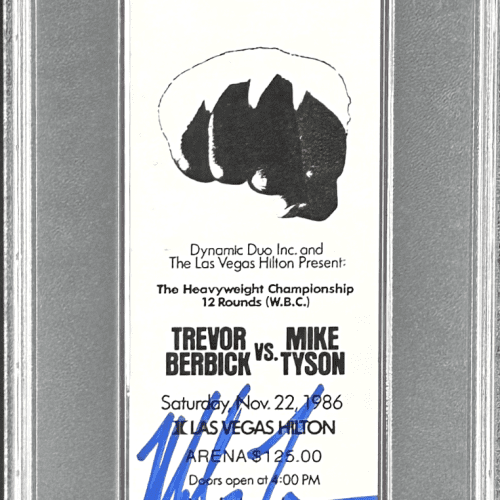 Dynamic Duo Inc. and
The Las Vegas Hilton Present:
The Heavyweight Championship
12 Rounds (W.B.C.)
TREVOR BERBICK vs. MIKE TYSON
Saturday, Nov. 22, 1986
LAS VEGAS HILTON
ARENA $125.00
Doors open at 4:00 PM